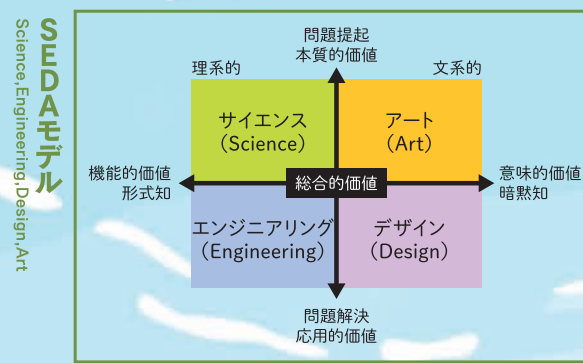 SEDAモデル
Science,Engineering,Design,Art
問題提起
本質的価値
理系的
文系的
サイエンス
(Science)
アート
(Art)
機能的価値
形式知
総合的価値
意味的価値
暗黙知
エンジニアリング
(Engineering)
デザイン
(Design)
問題解決
応用的価値